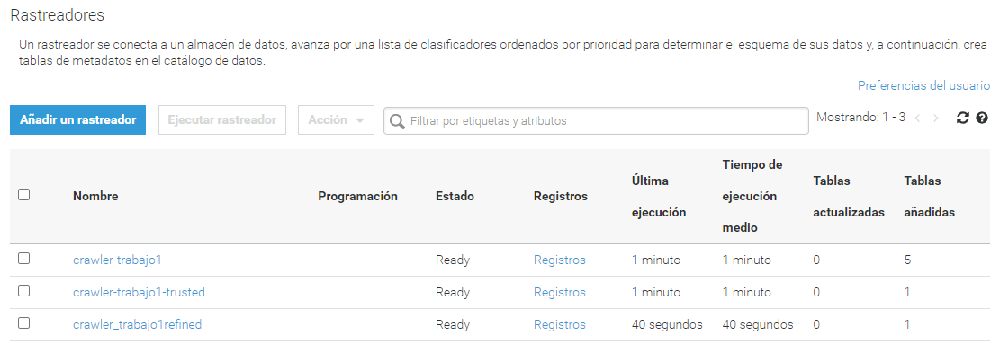 Rastreadores
Un rastreador se conecta a un almacén de datos, avanza por una lista de clasificadores ordenados por prioridad para determinar el esquema de sus datos y, a continuación, crea
tablas de metadatos en el catálogo de datos.
Preferencias del usuario
Añadir un rastreador Ejecutar rastreador Acción Filtrar por etiquetas y atributos Mostrando: 1 - 3
Nombre Programación Estado Registros Última ejecución Tiempo de ejecución medio Tablas actualizadas Tablas añadidas
crawler-trabajo1 Ready Registros 1 minuto 1 minuto 0 5
crawler-trabajo1-trusted Ready Registros 1 minuto 1 minuto 0 1
crawler_trabajo1refined Ready Registros 40 segundos 40 segundos 0 1